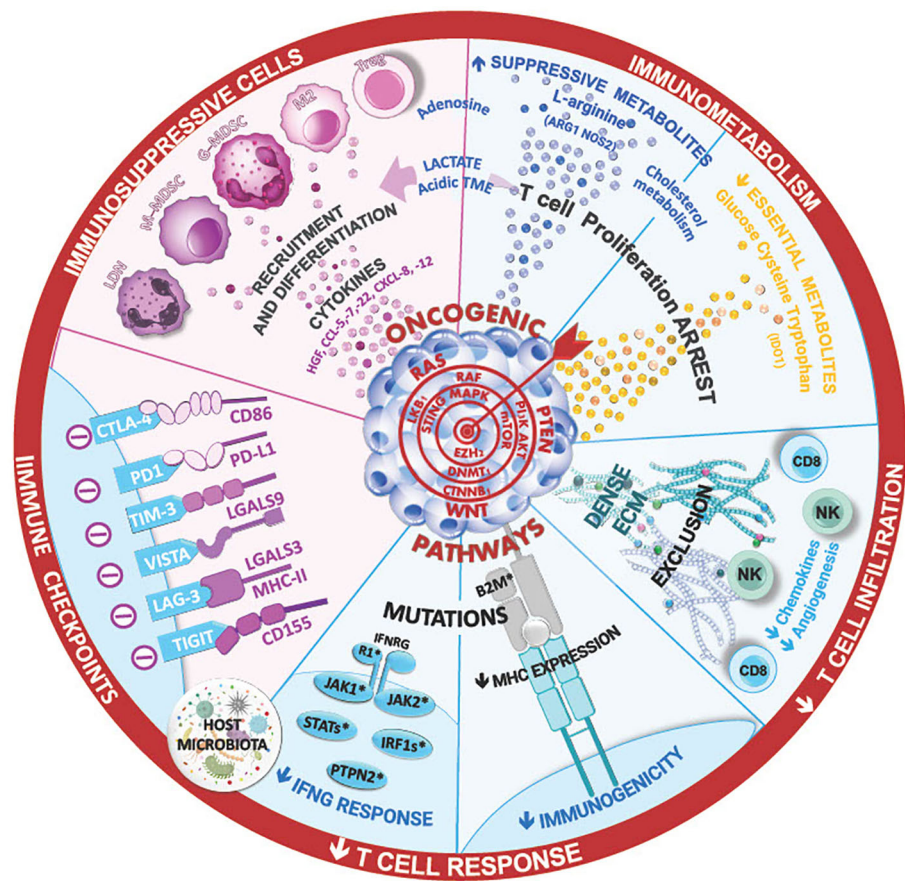 IMMUNOSUPPRESSIVE CELLS
LDN
M-MDSC
G-MDSC
M2
Treg
RECRUITMENT
AND DIFFERENTIATION
CYTOKINES
HGF, CCL-5,-7,-22, CXCL-8, -12
IMMUNOMETABOLISM
SUPPRESSIVE METABOLITES
Adenosine
L-arginine
(ARG1 NOS2)
LACTATE
Acidic TME
Cholesterol
metabolism
T cell Proliferation ARREST
ESSENTIAL METABOLITES
Glucose Cysteine Tryptophan
(IDO1)
ONCOGENIC
RAS
RAF
LKB1
STING
MAPK
mTOR
PI3K AKT
PTEN
EZH2
DNMT1
CTNNB1
WNT
PATHWAYS
T CELL INFILTRATION
DENSE
ECM
EXCLUSION
CD8
NK
NK
CD8
Chemokines
Angiogenesis
IIMMUNE CHECKPOINTS
CTLA-4
CD86
PD1
PD-L1
TIM-3
LGALS9
VISTA
LAG-3
LGALS3
MHC-II
TIGIT
CD155
HOST
MICROBIOTA
MUTATIONS
IFNRG
R1*
JAK1*
JAK2*
STATs*
IRF1s*
PTPN2*
IFNG RESPONSE
B2M*
MHC EXPRESSION
IMMUNOGENICITY
T CELL RESPONSE